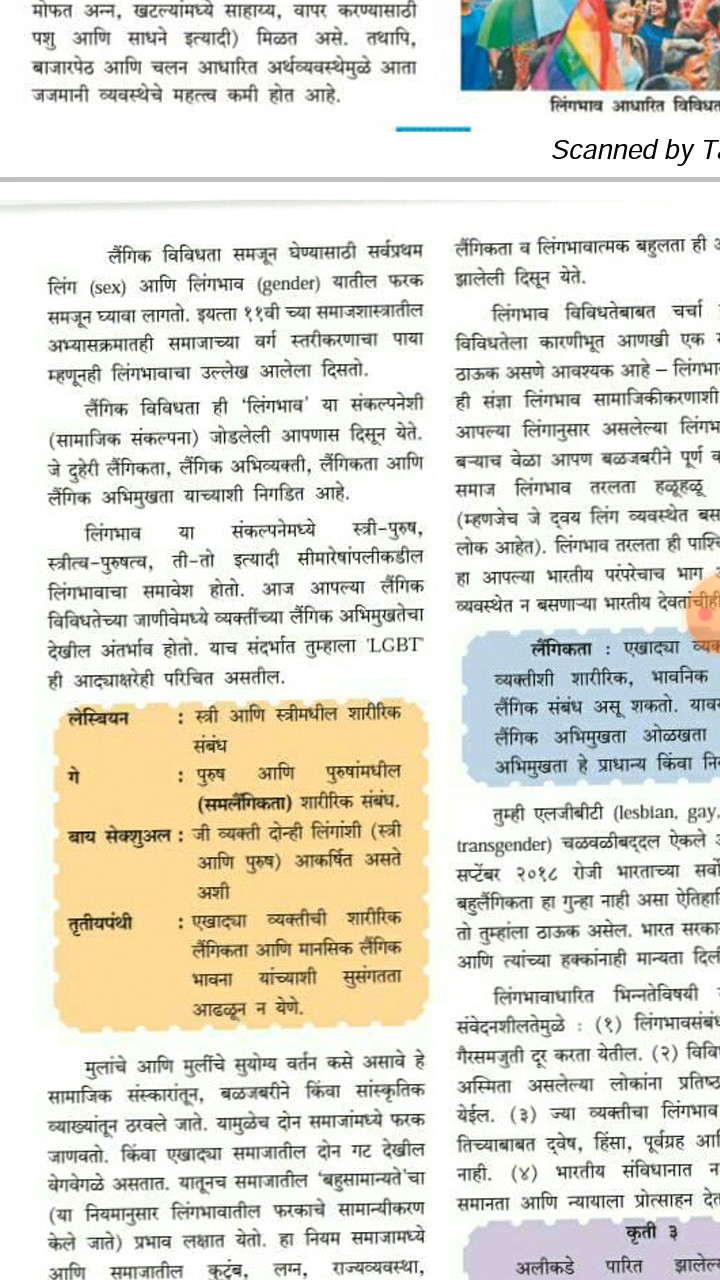 मोफत अन्न, खटल्यांमध्ये साहाय्य, वापर करण्यासाठी
पशु आणि साधने इत्यादी) मिळत असे. तथापि,
बाजारपेठ आणि चलन आधारित अर्थव्यवस्थेमुळे आता
जजमानी व्यवस्थेचे महत्त्व कमी होत आहे.
लिंगभाव आधारित
Scanned by
लैंगिक विविधता समजून घेण्यासाठी सर्वप्रथम
लिंग (sex) आणि लिंगभाव (gender) यातील फरक
समजून घ्यावा लागतो. इयत्ता ११वी च्या समाजशास्त्रातील
अभ्यासक्रमातही समाजाच्या वर्ग स्तरीकरणाचा पाया
म्हणूनही लिंगभावाचा उल्लेख आलेला दिसतो.
लैंगिक विविधता ही ‘लिंगभाव’ या संकल्पनेशी
(सामाजिक संकल्पना) जोडलेली आपणास दिसून येते.
जे दुहेरी लैंगिकता, लैंगिक अभिव्यक्ती, लैंगिकता आणि
लैंगिक अभिमुखता याच्याशी निगडित आहे.
लिंगभाव या संकल्पनेमध्ये स्त्री-पुरुष,
स्त्रीत्व-पुरुषत्व, ती-तो इत्यादी सीमारेषांपलीकडील
लिंगभावाचा समावेश होतो. आज आपल्या लैंगिक
विविधतेच्या जाणीवेमध्ये व्यक्तींच्या लैंगिक अभिमुखतेचा
देखील अंतर्भाव होतो. याच संदर्भात तुम्हाला 'LGBT'
ही आद्याक्षरेही परिचित असतील.
लेस्बियन : स्त्री आणि स्त्रीमधील शारीरिक
संबंध
गे : पुरुष आणि पुरुषांमधील
(समलैंगिकता) शारीरिक संबंध.
बाय सेक्शुअल : जी व्यक्ती दोन्ही लिंगांशी (स्त्री
आणि पुरुष) आकर्षित असते
अशी
तृतीयपंथी : एखाद्या व्यक्तीची शारीरिक
लैंगिकता आणि मानसिक लैंगिक
भावना यांच्याशी सुसंगतता
आढळून न येणे.
मुलांचे आणि मुलींचे सुयोग्य वर्तन कसे असावे हे
सामाजिक संस्कारांतून, बळजबरीने किंवा सांस्कृतिक
व्याख्यांतून ठरवले जाते. यामुळेच दोन समाजांमध्ये फरक
जाणवतो. किंवा एखाद्या समाजातील दोन गट देखील
वेगवेगळे असतात. यातूनच समाजातील ‘बहुसामान्यते’चा
(या नियमानुसार लिंगभावातील फरकाचे सामान्यीकरण
केले जाते) प्रभाव लक्षात येतो. हा नियम समाजामध्ये
आणि समाजातील कुटुंब, लग्न, राज्यव्यवस्था,
लैंगिकता व लिंगभावात्मक बहुलता ही
झालेली दिसून येते.
लिंगभाव विविधतेबाबत चर्चा
विविधतेला कारणीभूत आणखी एक
ठाऊक असणे आवश्यक आहे –
ही संज्ञा लिंगभाव सामाजिकीकरणाशी
आपल्या लिंगानुसार असलेल्या
बऱ्याच वेळा आपण बळजबरीने पूर्ण
समाज लिंगभाव तरलता हळूहळू
(म्हणजेच जे द्वय लिंग व्यवस्थेत
लोक आहेत). लिंगभाव तरलता ही
हा आपल्या भारतीय परंपरेचाच भाग
व्यवस्थेत न बसणाऱ्या भारतीय
लैंगिकता : एखाद्या
व्यक्तीशी शारीरिक, भावनिक
लैंगिक संबंध असू शकतो.
लैंगिक अभिमुखता ओळखता
अभिमुखता हे प्राधान्य किंवा
तुम्ही एलजीबीटी (lesbian, gay,
transgender) चळवळीबद्दल ऐकले
सप्टेंबर २०१८ रोजी भारताच्या
बहुलैंगिकता हा गुन्हा नाही असा
तो तुम्हांला ठाऊक असेल. भारत
आणि त्यांच्या हक्कांनाही मान्यता
लिंगभावाधारित भिन्नतेविषयी
संवेदनशीलतेमुळे : (१)
गैरसमजुती दूर करता येतील. (२)
अस्मिता असलेल्या लोकांना
येईल. (३) ज्या व्यक्तीचा लिंगभाव
तिच्याबाबत द्वेष, हिंसा, पूर्वग्रह
नाही. (४) भारतीय संविधानात
समानता आणि न्यायाला प्रोत्साहन
कृती ३
अलीकडे पारित